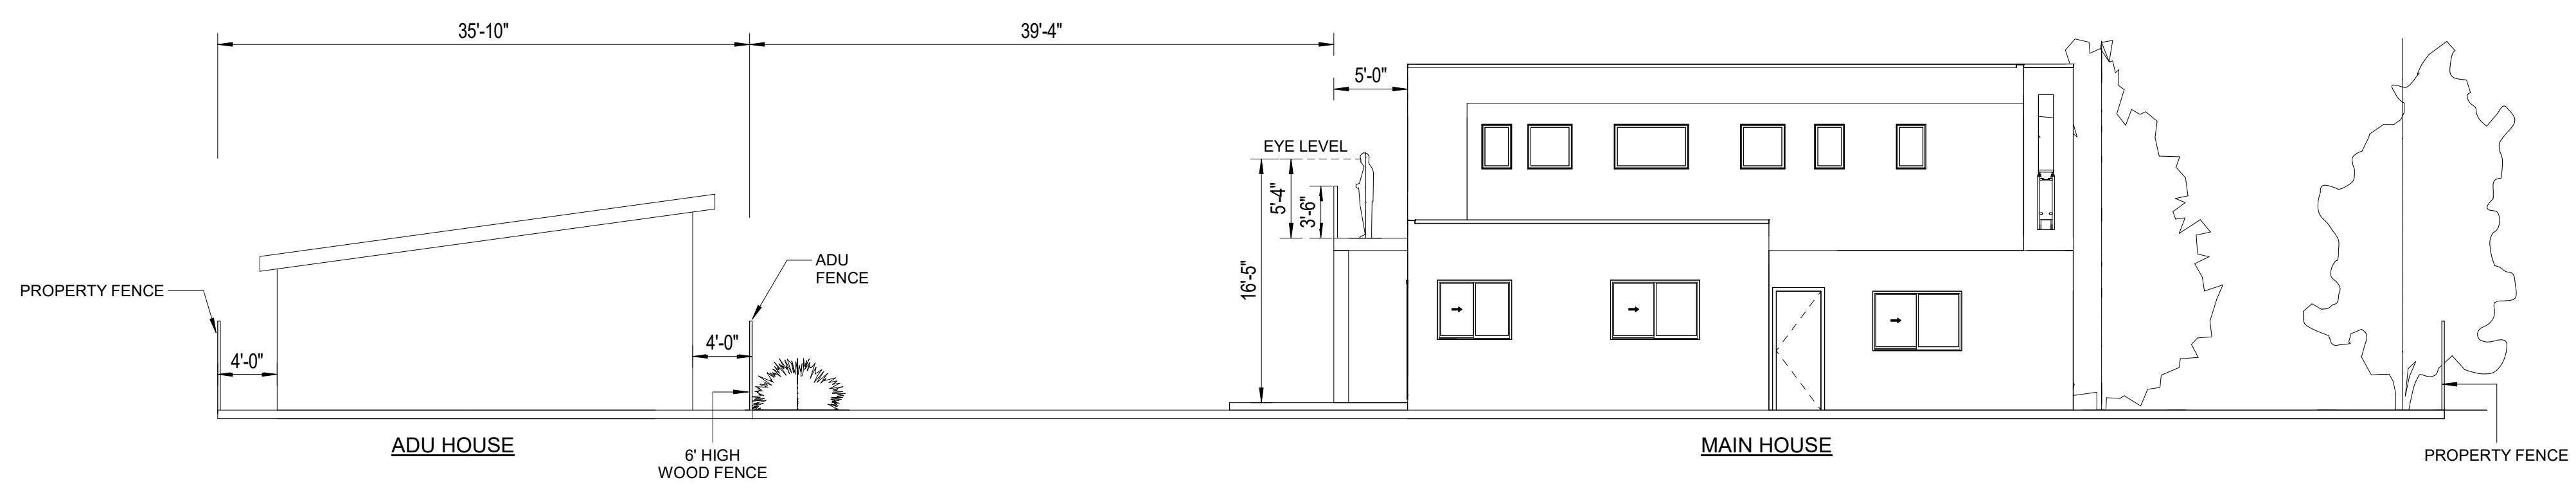 35'-10"
39'-4"
5'-0"
EYE LEVEL
5'-4"
3'-6"
16'-5"
ADU
FENCE
PROPERTY FENCE
4'-0"
4'-0"
ADU HOUSE
6' HIGH
WOOD FENCE
MAIN HOUSE
PROPERTY FENCE